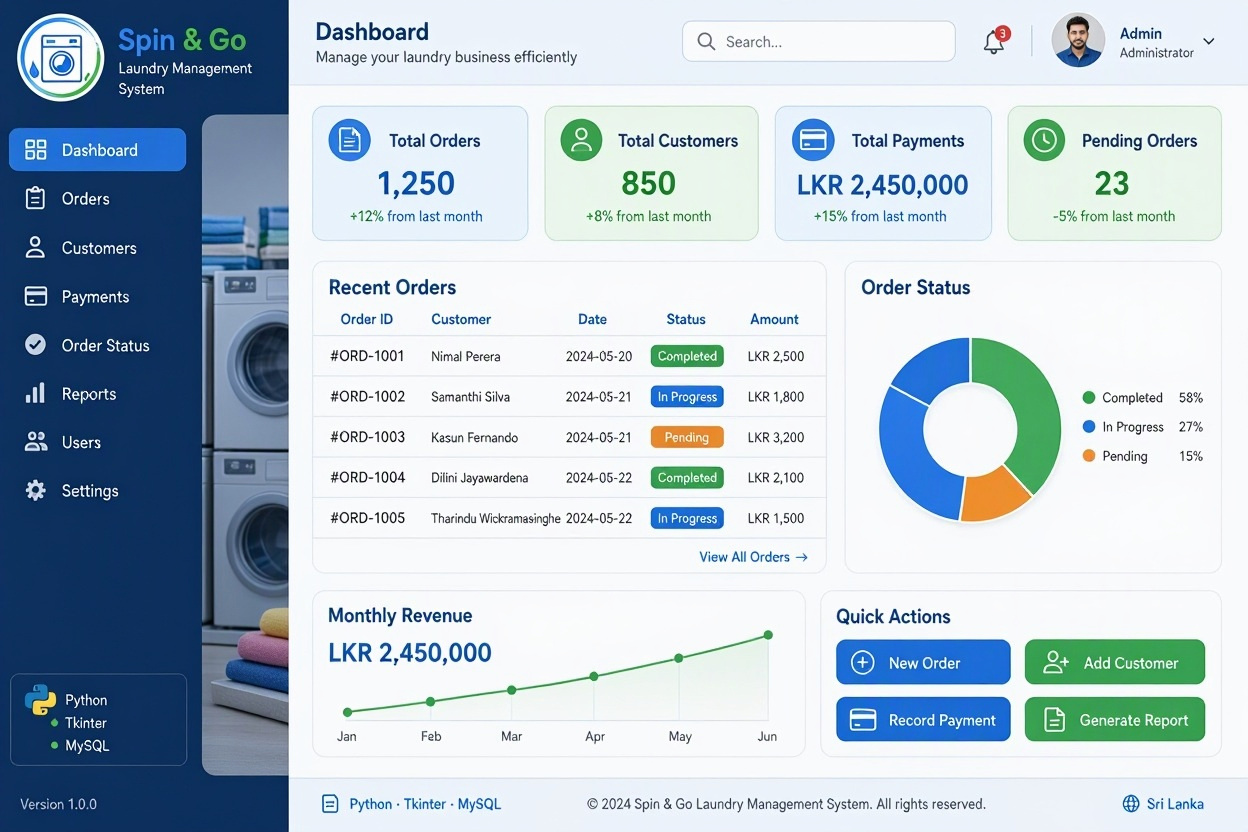 Spin & Go
Laundry Management
System
Dashboard
Orders
Customers
Payments
Order Status
Reports
Users
Settings
Python
Tkinter
MySQL
Version 1.0.0
Dashboard
Manage your laundry business efficiently
Search...
3
Admin
Administrator
Total Orders
1,250
+12% from last month
Total Customers
850
+8% from last month
Total Payments
LKR 2,450,000
+15% from last month
Pending Orders
23
-5% from last month
Recent Orders
Order ID Customer Date Status Amount
#ORD-1001 Nimal Perera 2024-05-20 Completed LKR 2,500
#ORD-1002 Samanthi Silva 2024-05-21 In Progress LKR 1,800
#ORD-1003 Kasun Fernando 2024-05-21 Pending LKR 3,200
#ORD-1004 Dilini Jayawardena 2024-05-22 Completed LKR 2,100
#ORD-1005 Tharindu Wickramasinghe 2024-05-22 In Progress LKR 1,500
View All Orders →
Order Status
Completed 58%
In Progress 27%
Pending 15%
Monthly Revenue
LKR 2,450,000
Jan Feb Mar Apr May Jun
Quick Actions
New Order
Add Customer
Record Payment
Generate Report
Python · Tkinter · MySQL
© 2024 Spin & Go Laundry Management System. All rights reserved.
Sri Lanka